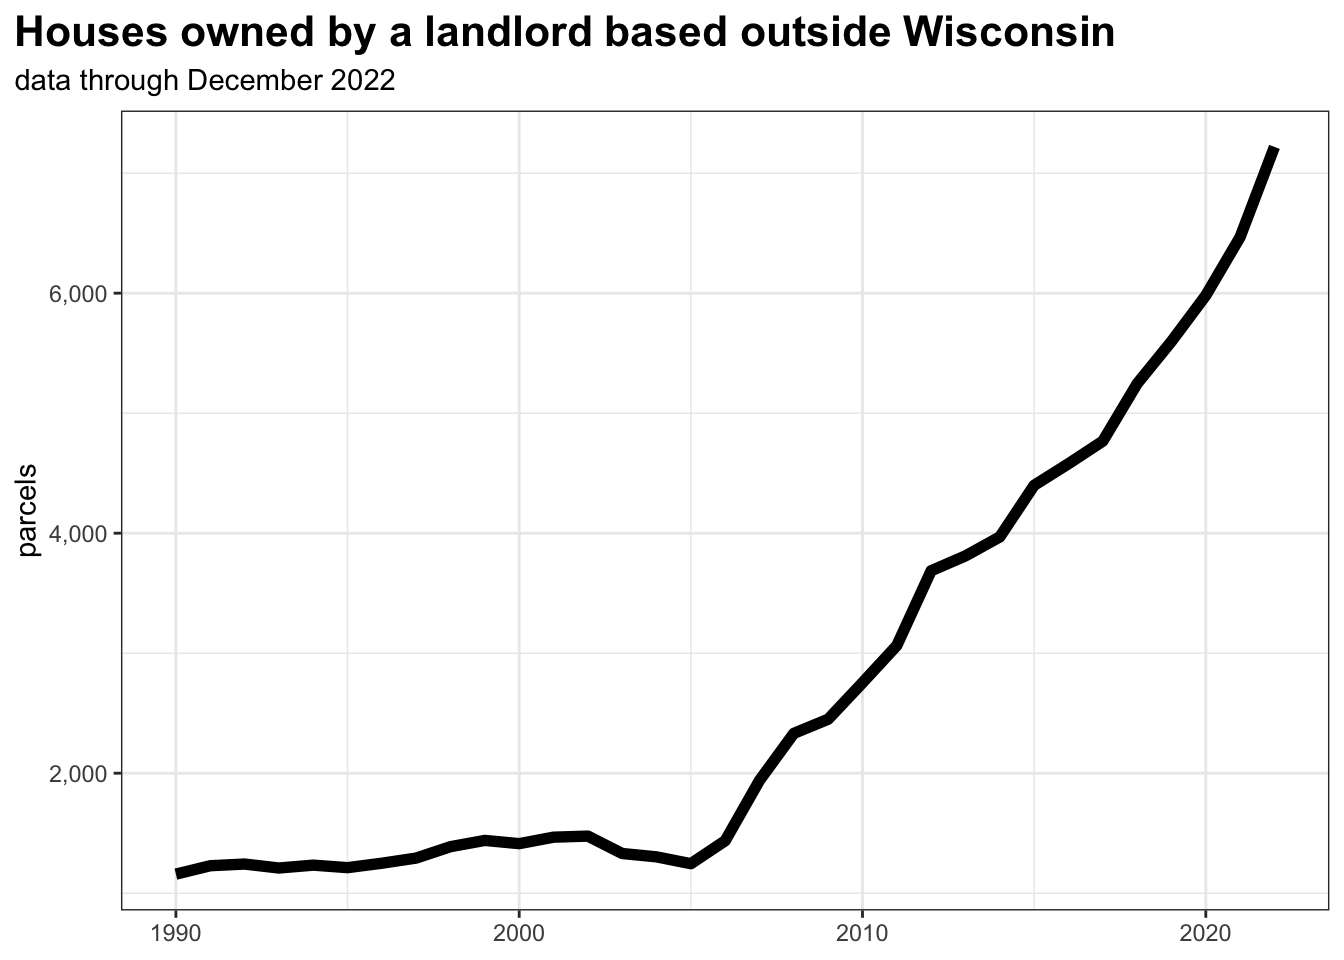 Houses owned by a landlord based outside Wisconsin
data through December 2022
parcels
6,000
4,000
2,000
1990
2000
2010
2020